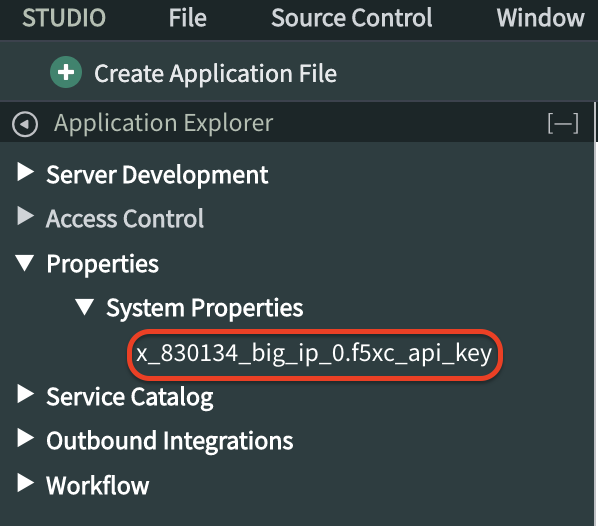 STUDIO File Source Control Window
Create Application File
Application Explorer [—]
Server Development
Access Control
Properties
System Properties
x_830134_big_ip_0.f5xc_api_key
Service Catalog
Outbound Integrations
Workflow